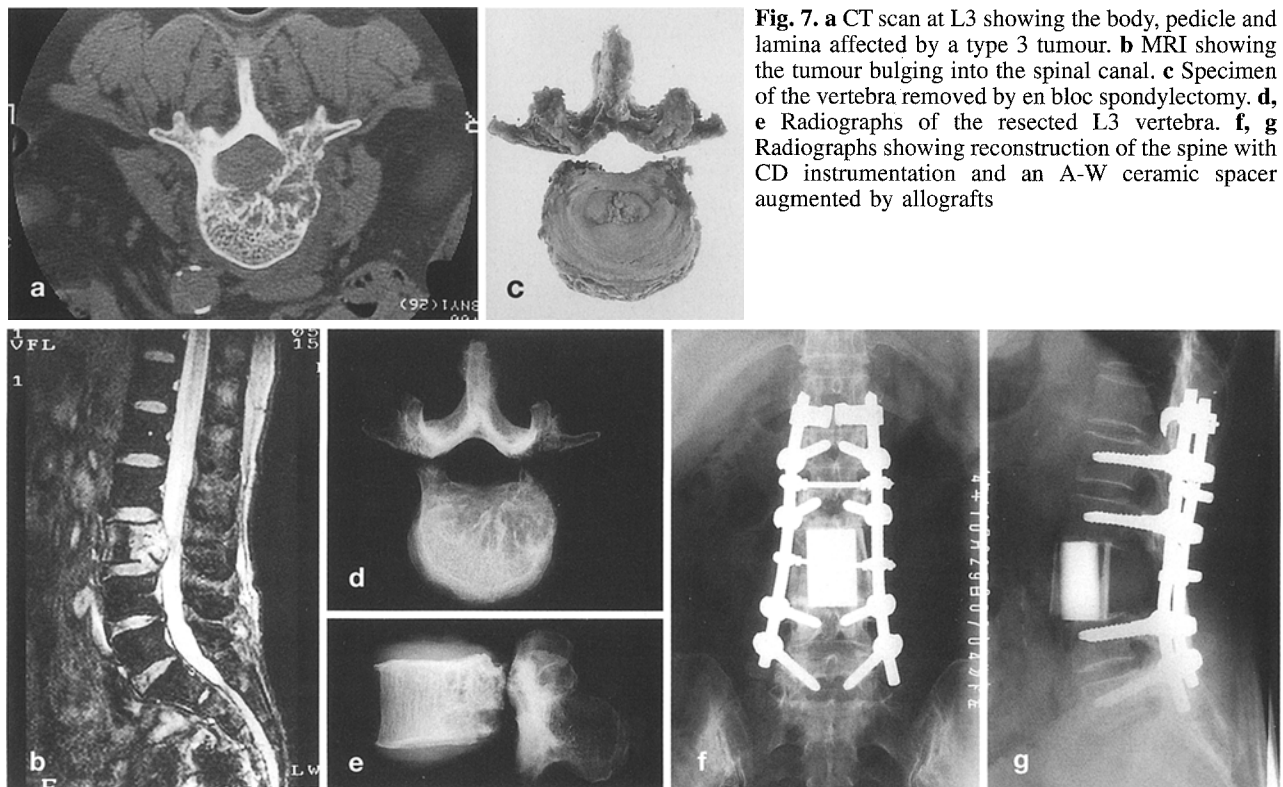 Fig. 7. a CT scan at L3 showing the body, pedicle and
lamina affected by a type 3 tumour. b MRI showing
the tumour bulging into the spinal canal. c Specimen
of the vertebra removed by en bloc spondylectomy. d,
e Radiographs of the resected L3 vertebra. f, g
Radiographs showing reconstruction of the spine with
CD instrumentation and an A-W ceramic spacer
augmented by allografts
a
c
VFL
1
15
LW
b
d
e
f
g